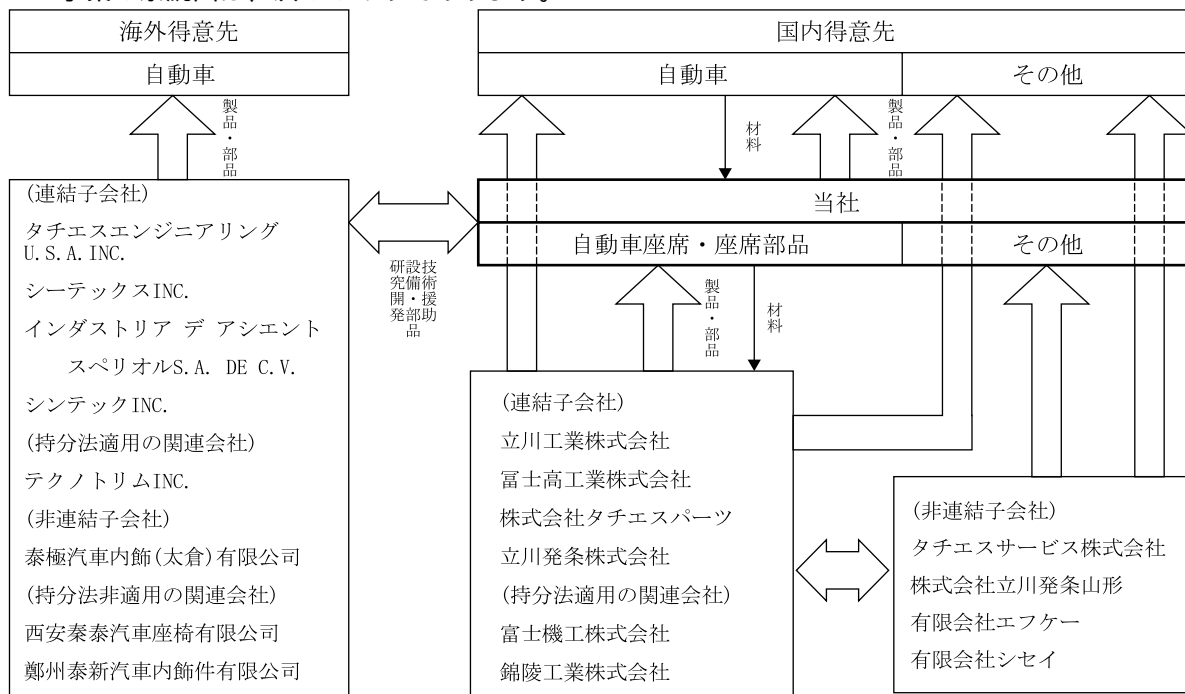 海外得意先
自動車
国内得意先
自動車
その他
製品・部品
材料
製品・部品
(連結子会社)
タチエスエンジニアリング
U.S.A.INC.
シーテックスINC.
インダストリア デ アシエント
スペリオルS.A. DE C.V.
シンテックINC.
(持分法適用の関連会社)
テクノトリムINC.
(非連結子会社)
泰極汽車内飾(太倉)有限公司
(持分法非適用の関連会社)
西安秦泰汽車座椅有限公司
鄭州泰新汽車内飾件有限公司
技術援助
設備・部品
研究開発
当社
自動車座席・座席部品
その他
製品・部品
材料
(連結子会社)
立川工業株式会社
冨士高工業株式会社
株式会社タチエスパーツ
立川発条株式会社
(持分法適用の関連会社)
富士機工株式会社
錦陵工業株式会社
(非連結子会社)
タチエスサービス株式会社
株式会社立川発条山形
有限会社エフケー
有限会社シセイ